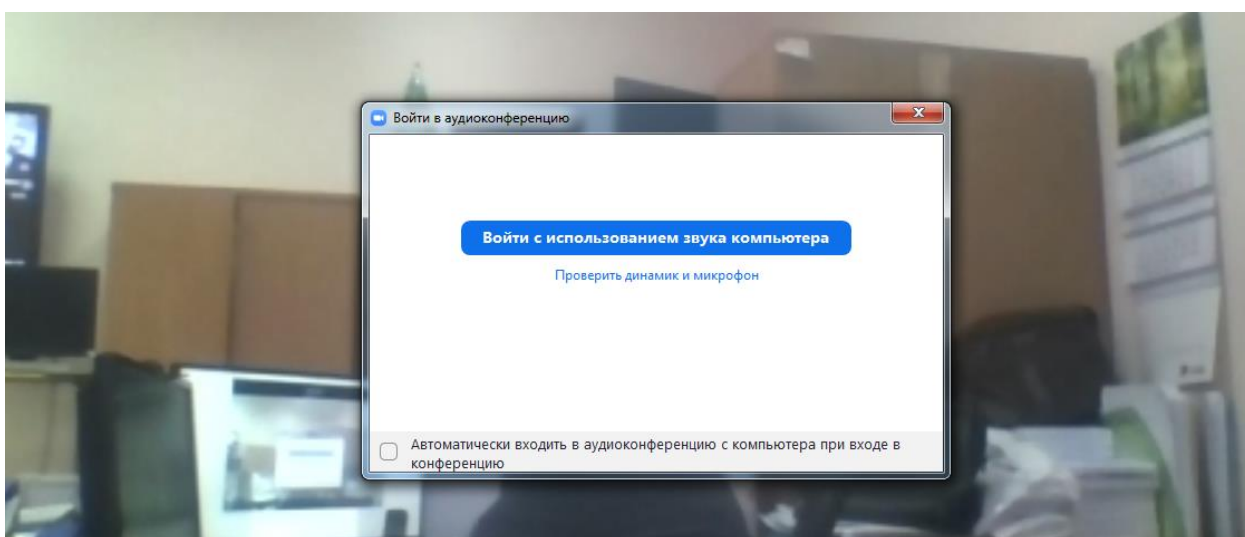 Войти в аудиоконференцию
Войти с использованием звука компьютера
Проверить динамик и микрофон
Автоматически входить в аудиоконференцию с компьютера при входе в
конференцию